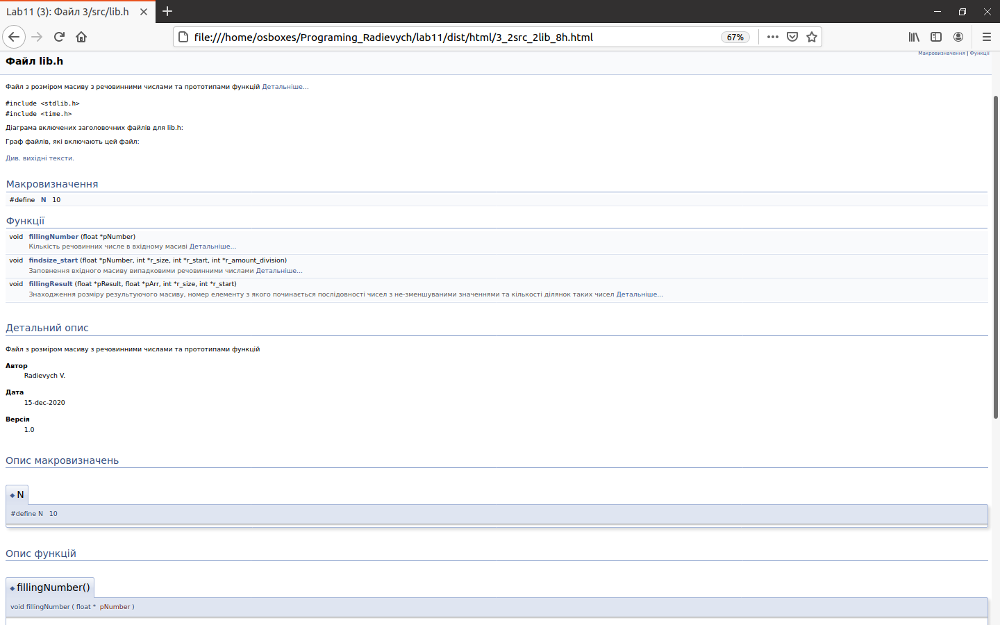 Lab11 (3): Файл 3/src/lib.h
file:///home/osboxes/Programing_Radievych/lab11/dist/html/3_2src_2lib_8h.html
67%
Макровизначення | Функції
Файл lib.h
Файл з розміром масиву з речовинними числами та прототипами функцій Детальніше...
#include <stdlib.h>
#include <time.h>
Діаграма включених заголовочних файлів для lib.h:
Граф файлів, які включають цей файл:
Див. вихідні тексти.
Макровизначення
#define N 10
Функції
void fillingNumber (float *pNumber)
Кількість речовинних числе в вхідному масиві Детальніше...
void findsize_start (float *pNumber, int *r_size, int *r_start, int *r_amount_division)
Заповнення вхідного масиву випадковими речовинними числами Детальніше...
void fillingResult (float *pResult, float *pArr, int *r_size, int *r_start)
Знаходження розміру результуючого масиву, номер елементу з якого починається послідовності чисел з не-зменшуваними значеннями та кількості ділянок таких чисел Детальніше...
Детальний опис
Файл з розміром масиву з речовинними числами та прототипами функцій
Автор
Radievych V.
Дата
15-dec-2020
Версія
1.0
Опис макровизначень
◆ N
#define N 10
Опис функцій
◆ fillingNumber()
void fillingNumber ( float * pNumber )